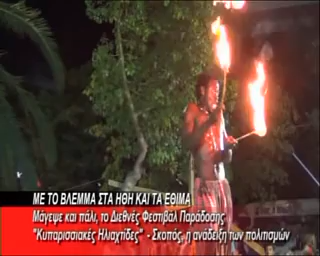 ΜΕ ΤΟ ΒΛΕΜΜΑ ΣΤΑ ΗΘΗ ΚΑΙ ΤΑ ΕΘΙΜΑ
Μάγεψε και πάλι, το Διεθνές Φεστιβάλ Παράδοσης
"Κυπαρισσιακές Ηλιαχτίδες" - Σκοπός, η ανάδειξη των πολιτισμών